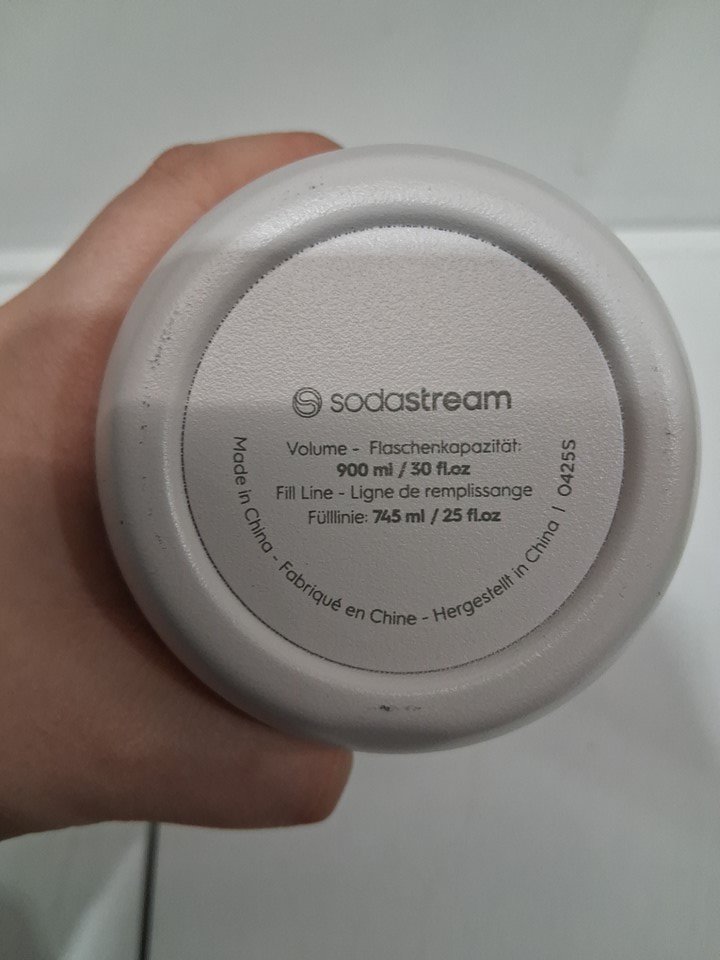 sodastream
Volume - Flaschenkapazität:
900 ml / 30 fl.oz
Fill Line - Ligne de remplissange
Fülllinie: 745 ml / 25 fl.oz
Made in China - Fabriqué en Chine - Hergestellt in China | 0425S